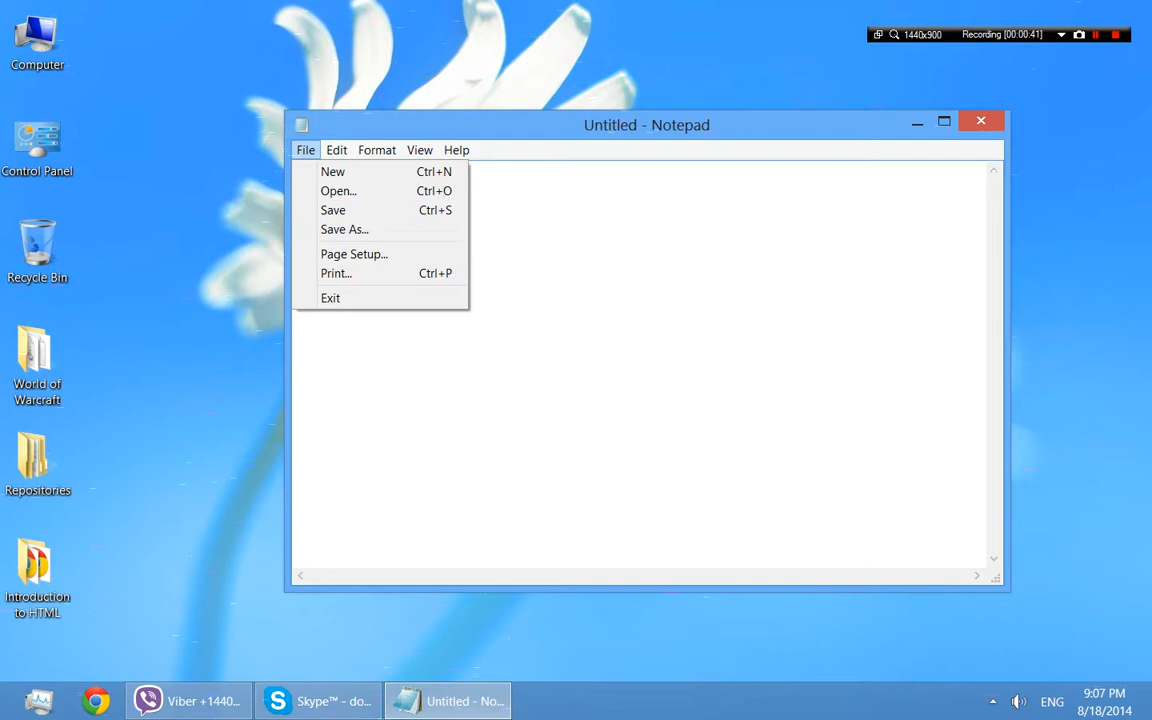 Computer
Control Panel
Recycle Bin
World of
Warcraft
Repositories
Introduction
to HTML
1440x900 Recording [00:00:41]
Untitled - Notepad
File Edit Format View Help
New Ctrl+N
Open... Ctrl+O
Save Ctrl+S
Save As...
Page Setup...
Print... Ctrl+P
Exit
Viber +1440...
Skype™ - do...
Untitled - No...
ENG
9:07 PM
8/18/2014